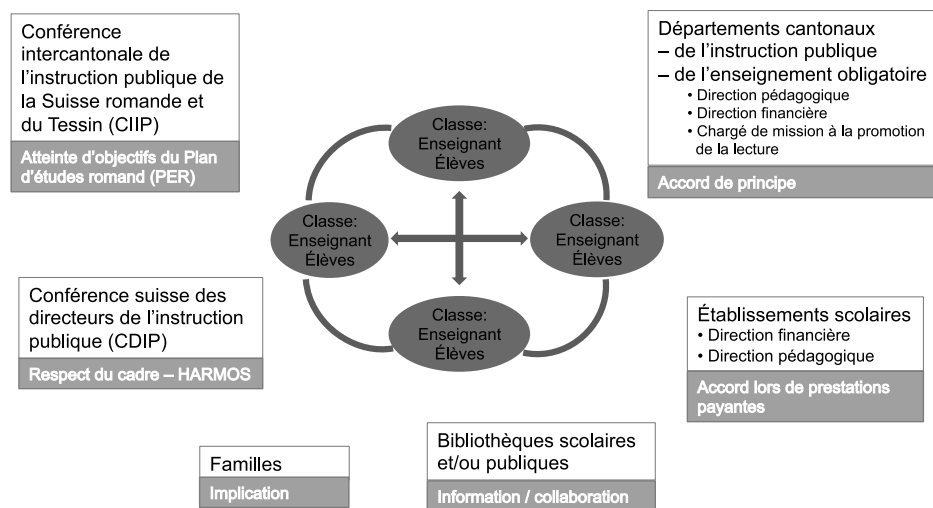 Conférence
intercantonale de
l'instruction publique de
la Suisse romande et
du Tessin (CIIP)
Atteinte d'objectifs du Plan
d'études romand (PER)
Départements cantonaux
– de l'instruction publique
– de l'enseignement obligatoire
• Direction pédagogique
• Direction financière
• Chargé de mission à la promotion
de la lecture
Accord de principe
Classe:
Enseignant
Élèves
Classe:
Enseignant
Élèves
Classe:
Enseignant
Élèves
Classe:
Enseignant
Élèves
Conférence suisse des
directeurs de l'instruction
publique (CDIP)
Respect du cadre – HARMOS
Établissements scolaires
• Direction financière
• Direction pédagogique
Accord lors de prestations
payantes
Familles
Implication
Bibliothèques scolaires
et/ou publiques
Information / collaboration